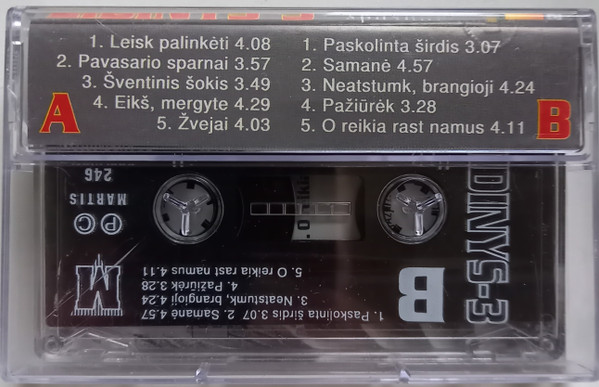 1. Leisk palinkėti 4.08
2. Pavasario sparnai 3.57
3. Šventinis šokis 3.49
4. Eikš, mergyte 4.29
5. Žvejai 4.03
A
1. Paskolinta širdis 3.07
2. Samanė 4.57
3. Neatstumk, brangioji 4.24
4. Pažiūrėk 3.28
5. O reikia rast namus 4.11
B
DINYS-3
B
1. Paskolinta širdis 3.07 2. Samanė 4.57
3. Neatstumk, brangioji 4.24
4. Pažiūrėk 3.28
5. O reikia rast namus 4.11
M
P C
MARTIS
246